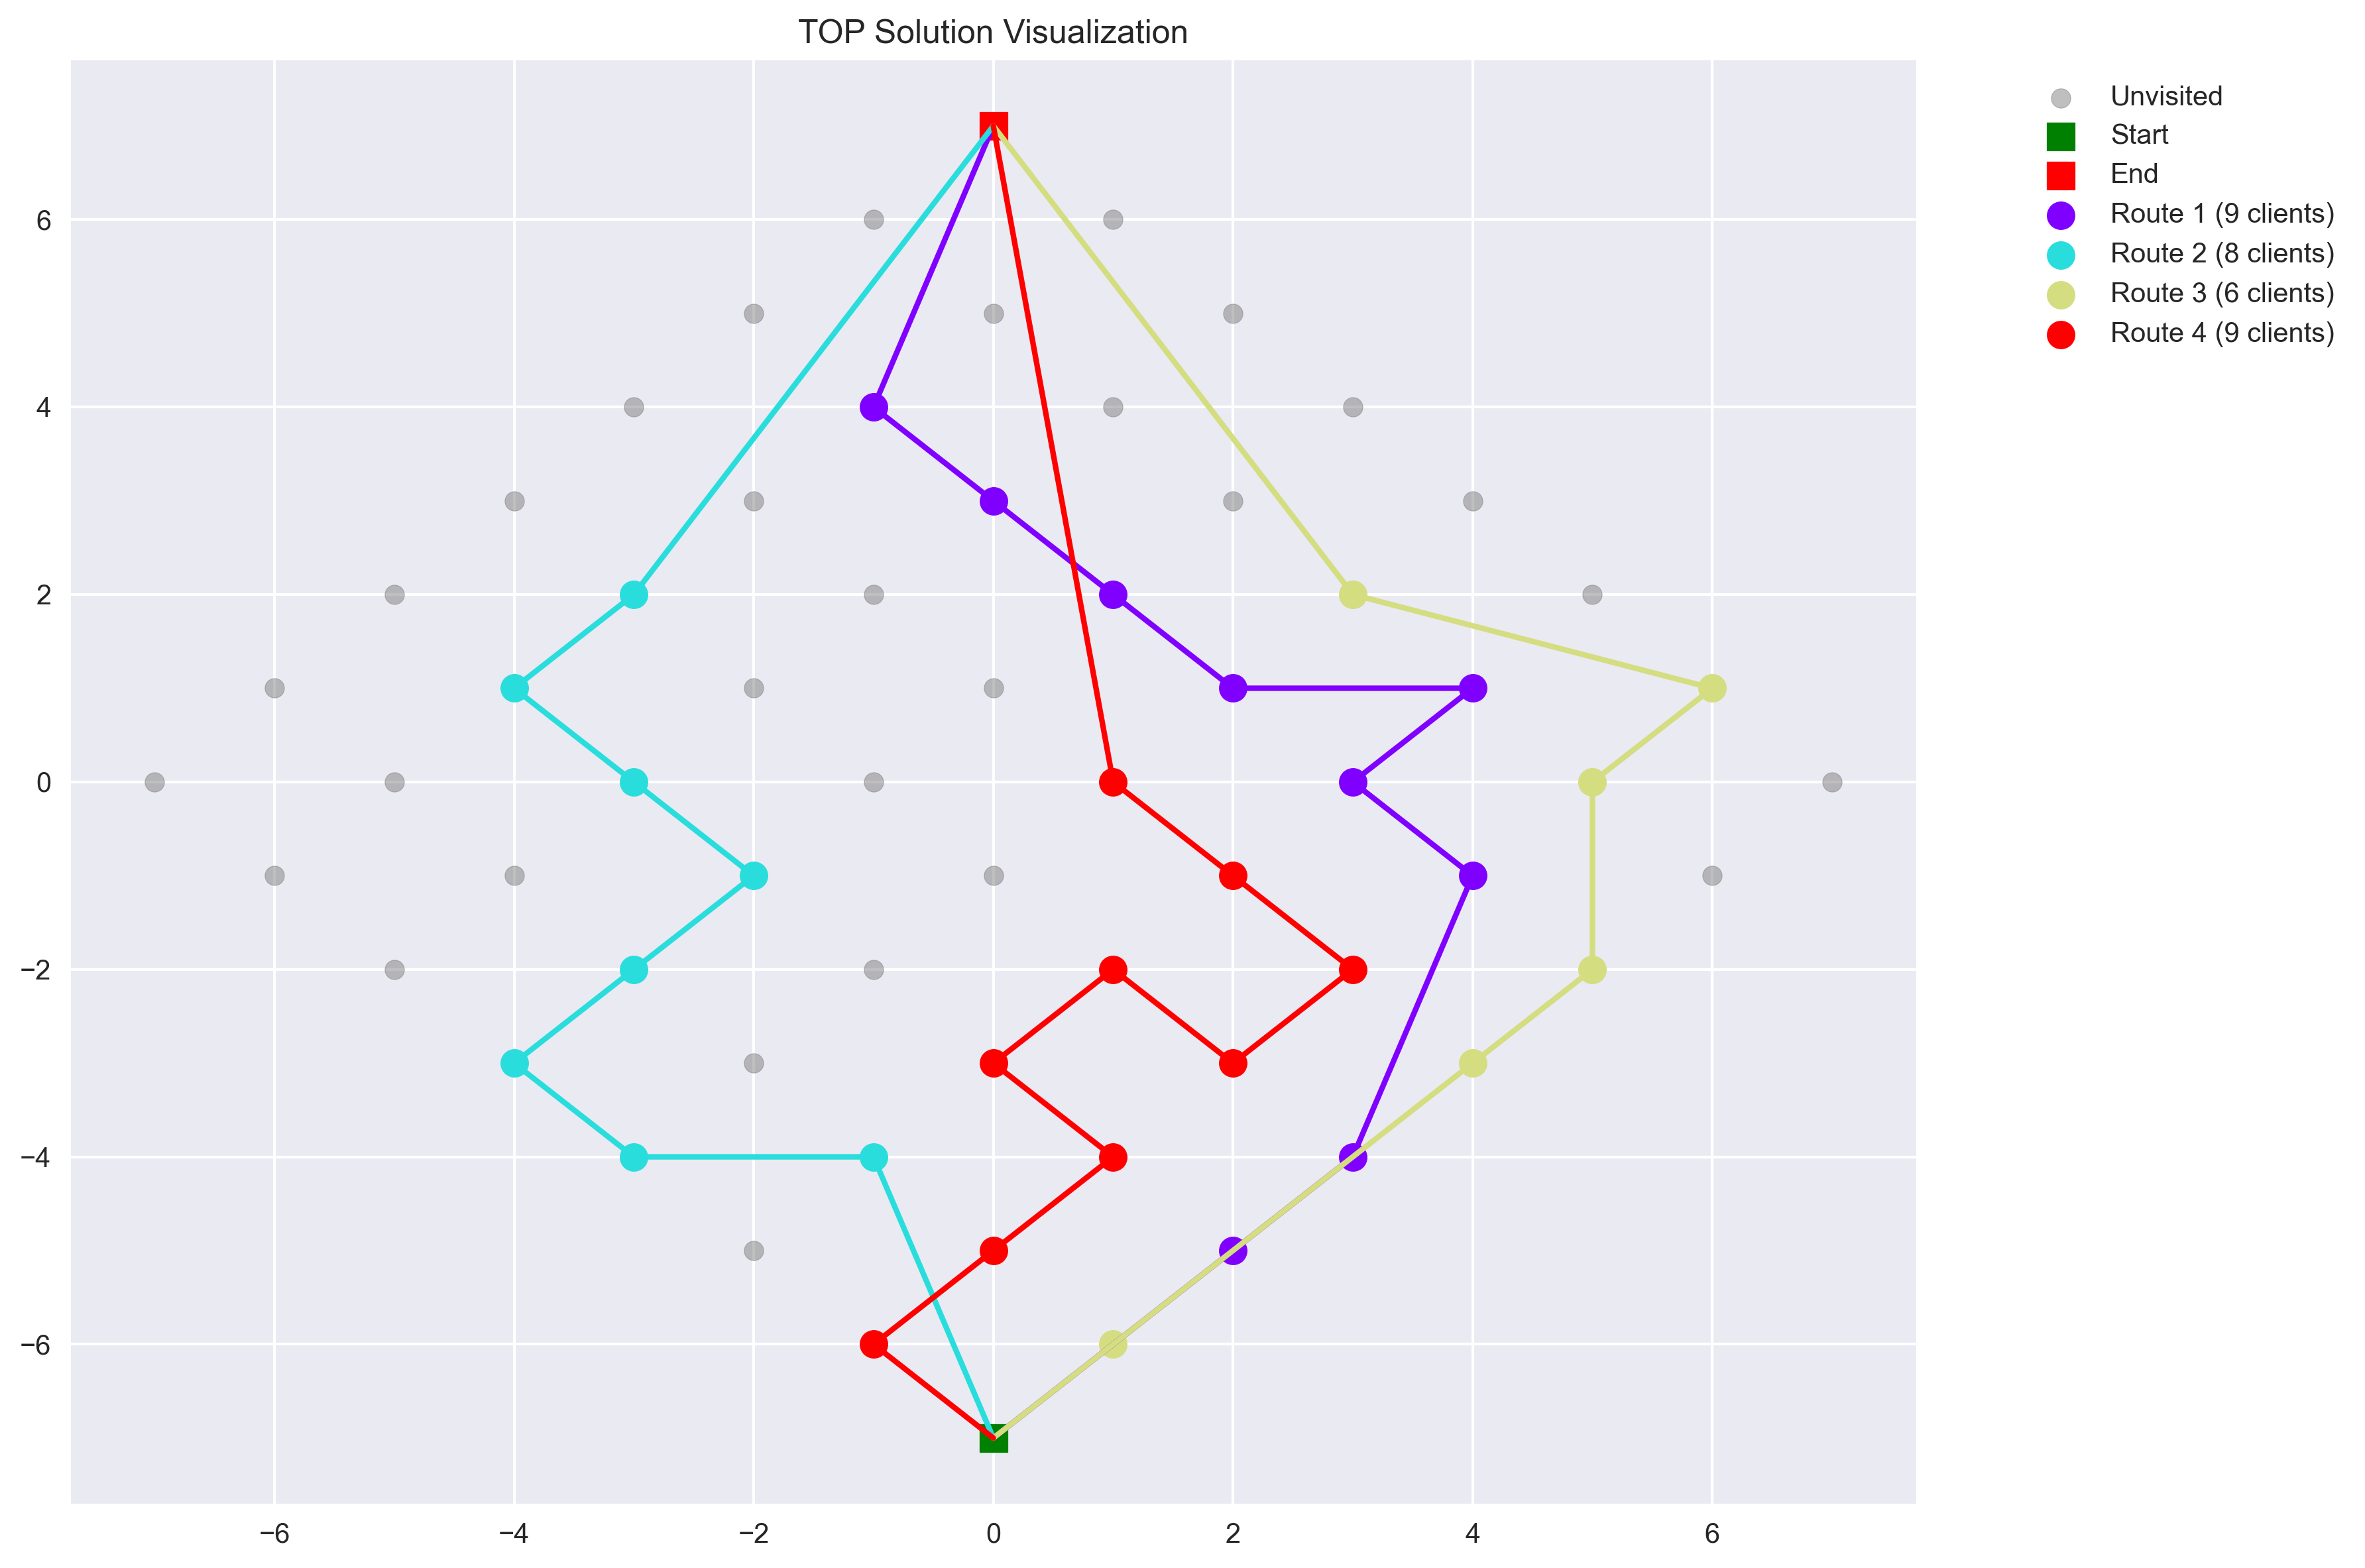 TOP Solution Visualization
Unvisited
Start
End
Route 1 (9 clients)
Route 2 (8 clients)
Route 3 (6 clients)
Route 4 (9 clients)
6
4
2
0
−2
−4
−6
−6 −4 −2 0 2 4 6